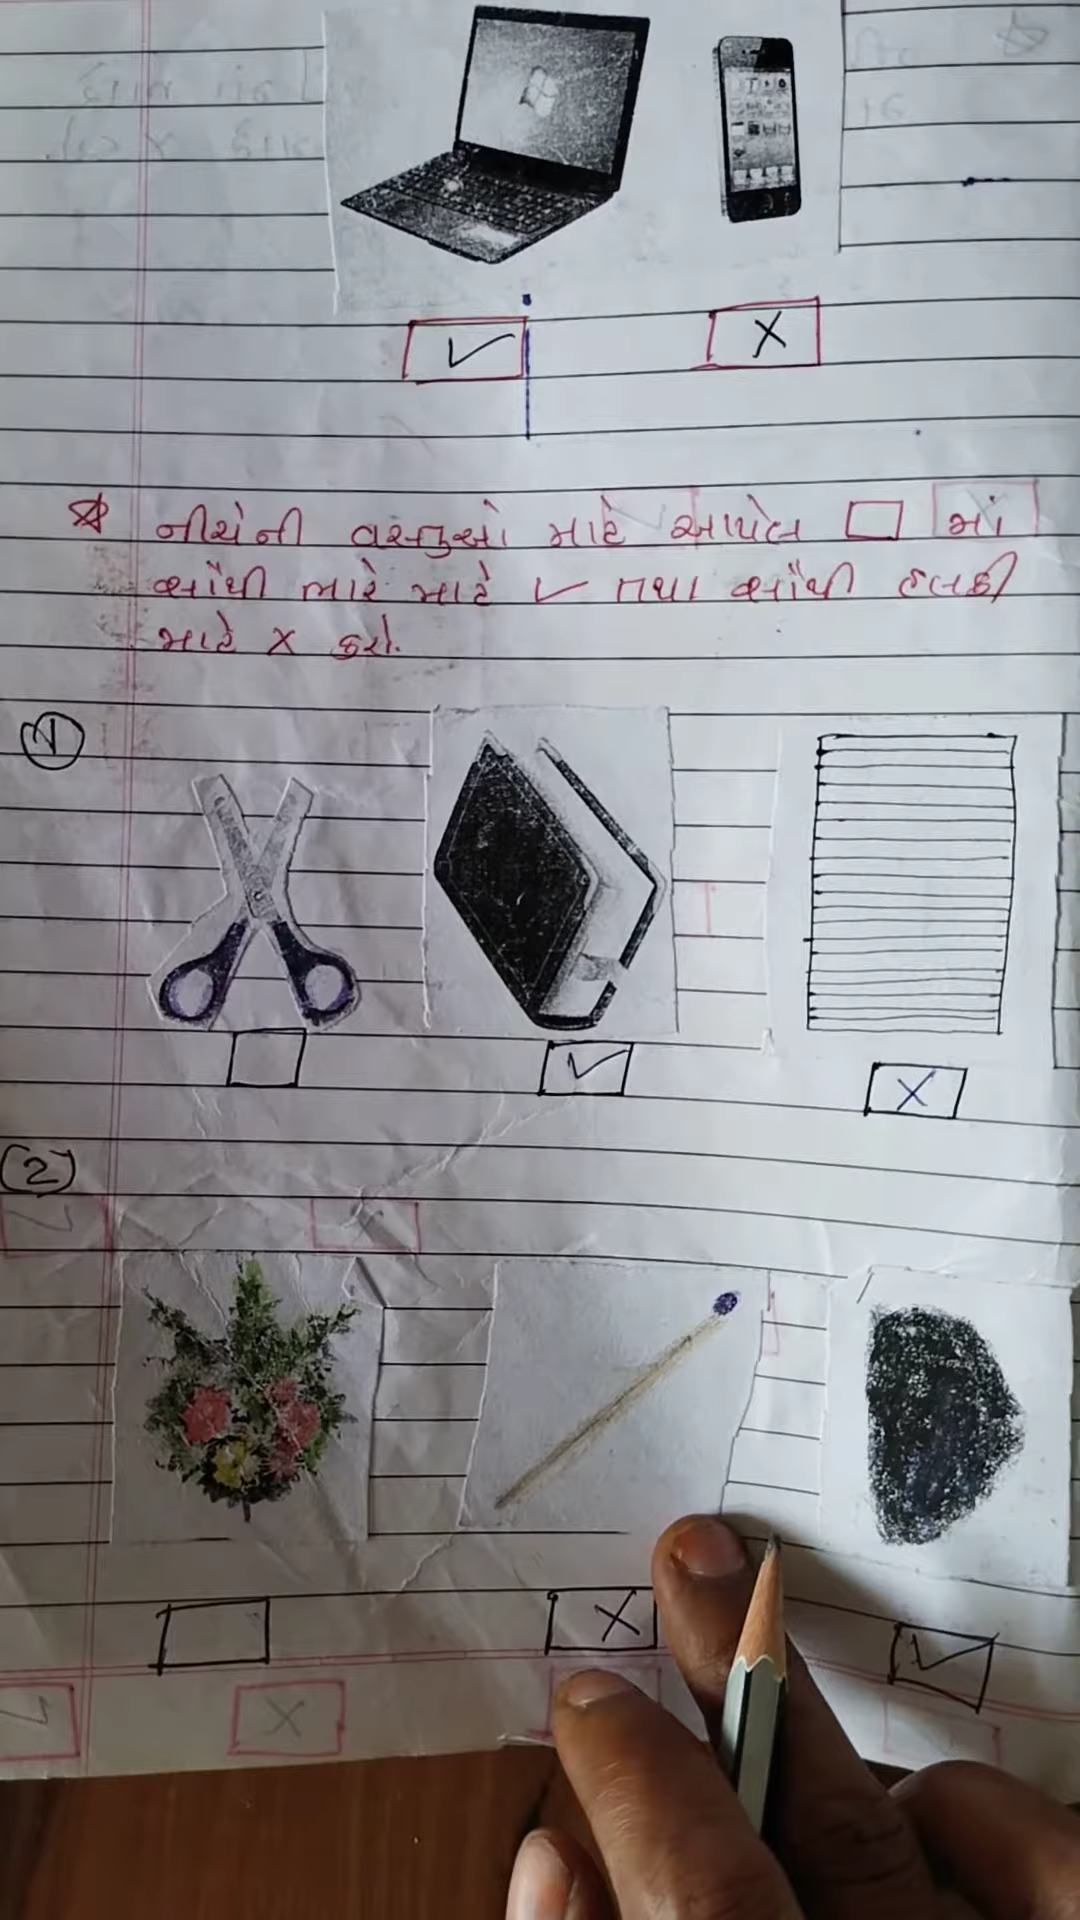 ✓ X
☆ નીચેની વસ્તુઓ માટે આપેલ □ માં
સૌથી ભારે માટે ✓ તથા સૌથી હલકી
માટે X કરો.
1
✓ X
(2)
X ✓
X